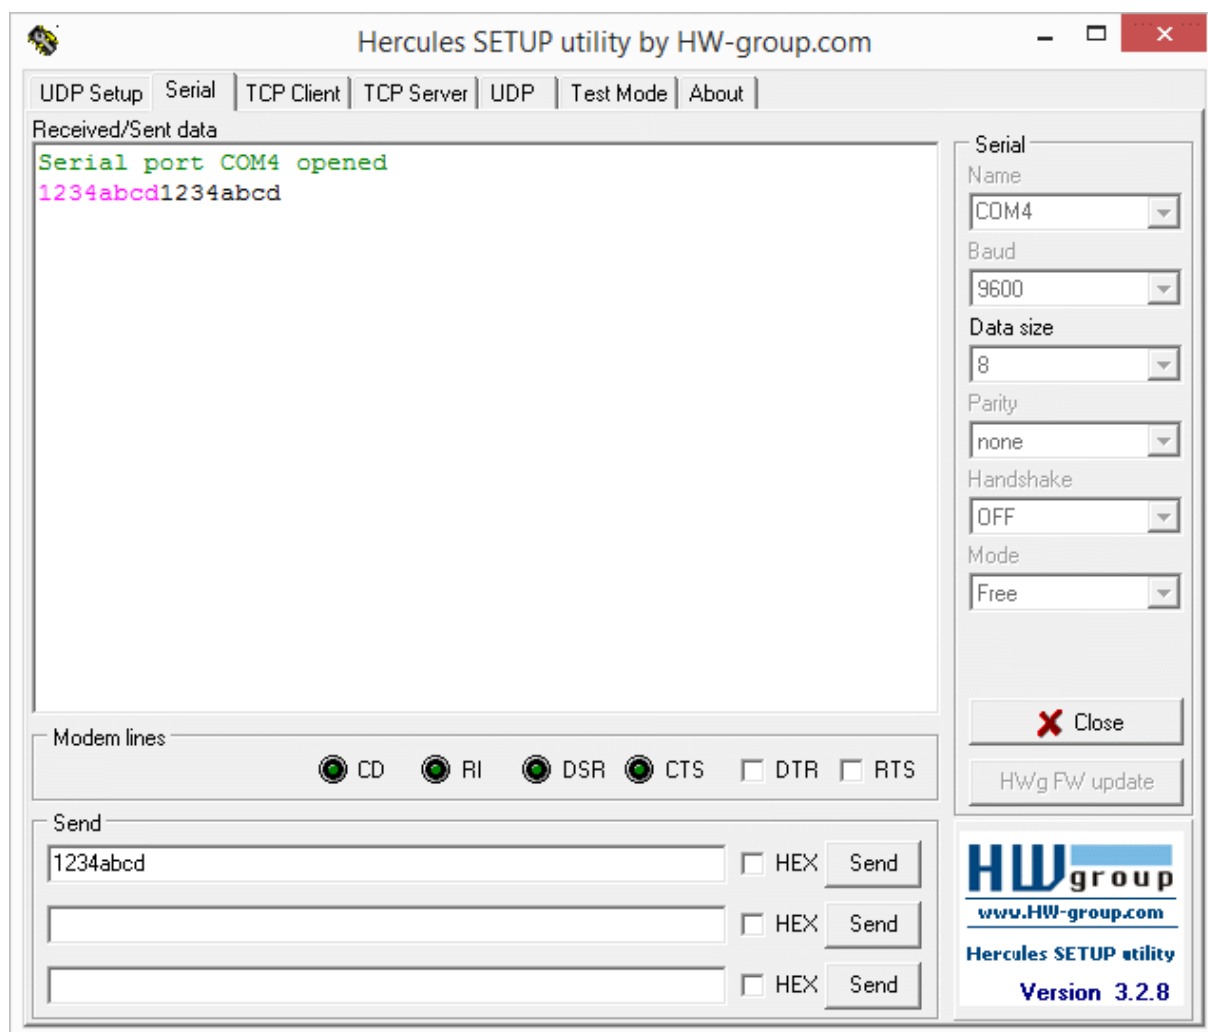 Hercules SETUP utility by HW-group.com
UDP Setup Serial TCP Client TCP Server UDP Test Mode About
Received/Sent data
Serial port COM4 opened
1234abcd1234abcd
Serial
Name
COM4
Baud
9600
Data size
8
Parity
none
Handshake
OFF
Mode
Free
Close
HWg FW update
Modem lines
CD RI DSR CTS DTR RTS
Send
1234abcd HEX Send
HEX Send
HEX Send
HW group
www.HW-group.com
Hercules SETUP utility
Version 3.2.8